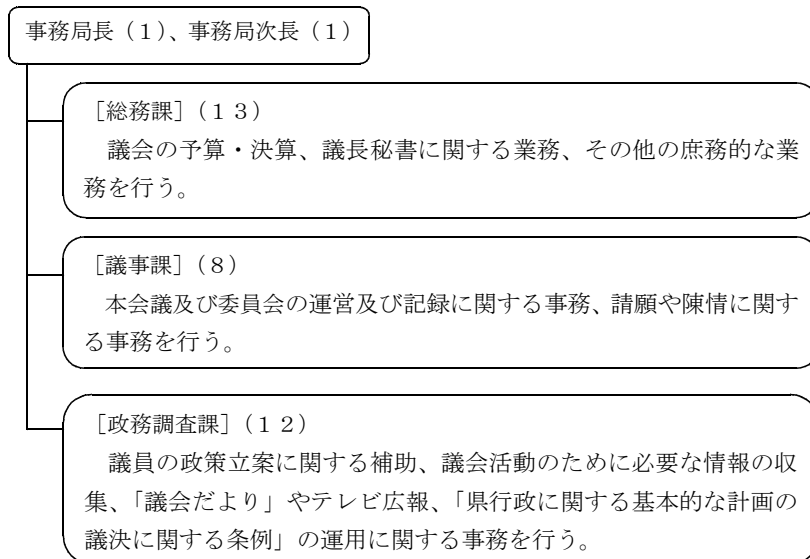 事務局長（１）、事務局次長（１）
［総務課］（１３）
議会の予算・決算、議長秘書に関する業務、その他の庶務的な業
務を行う。
［議事課］（８）
本会議及び委員会の運営及び記録に関する事務、請願や陳情に関す
る事務を行う。
［政務調査課］（１２）
議員の政策立案に関する補助、議会活動のために必要な情報の収
集、「議会だより」やテレビ広報、「県行政に関する基本的な計画の
議決に関する条例」の運用に関する事務を行う。